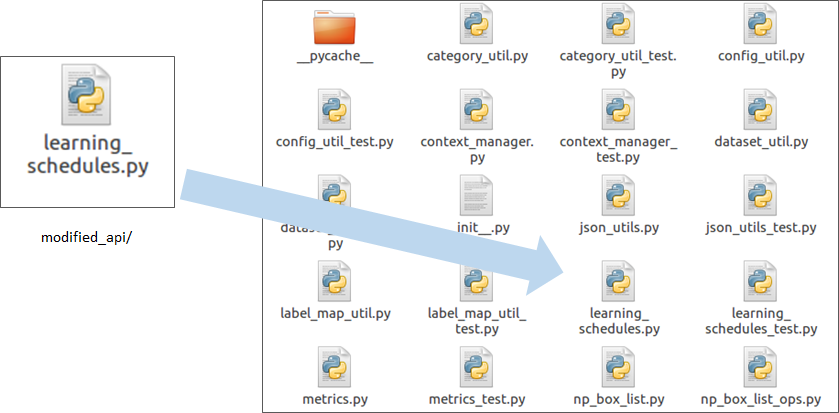 __pycache__
category_util.py
category_util_test.
py
config_util.py
learning_
schedules.py
config_util_test.py
context_manager.
py
context_manager_
test.py
dataset_util.py
modified_api/
datas
py
init__.py
json_utils.py
json_utils_test.py
label_map_util.py
label_map_util_
test.py
learning_
schedules.py
learning_
schedules_test.py
metrics.py
metrics_test.py
np_box_list.py
np_box_list_ops.py